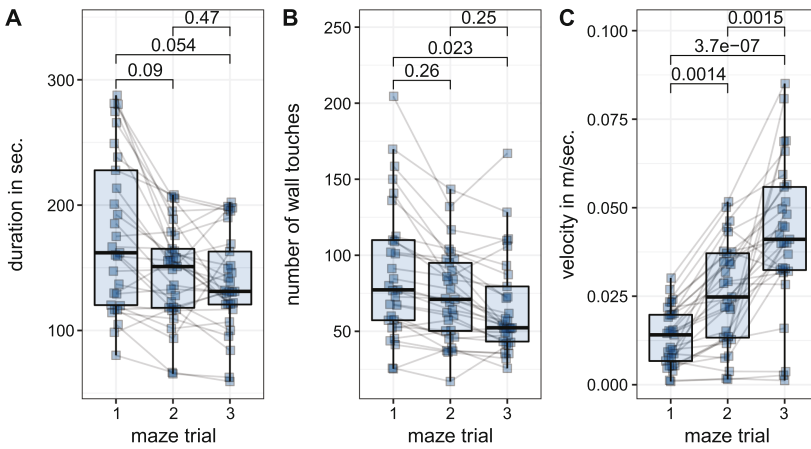 A
0.47
0.054
0.09
300
200
100
duration in sec.
1 2 3
maze trial
B
0.25
0.023
0.26
250
200
150
100
50
number of wall touches
1 2 3
maze trial
C
0.0015
3.7e−07
0.0014
0.100
0.075
0.050
0.025
0.000
velocity in m/sec.
1 2 3
maze trial